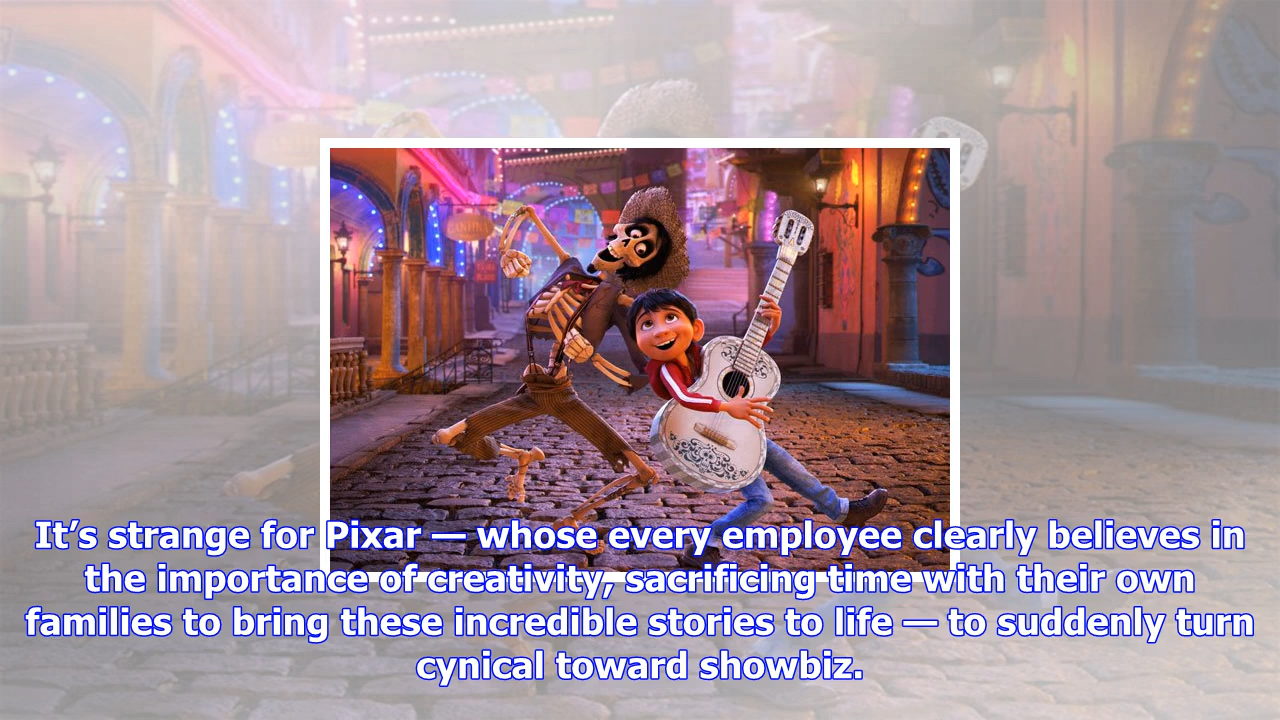 It’s strange for Pixar — whose every employee clearly believes in
the importance of creativity, sacrificing time with their own
families to bring these incredible stories to life — to suddenly turn
cynical toward showbiz.